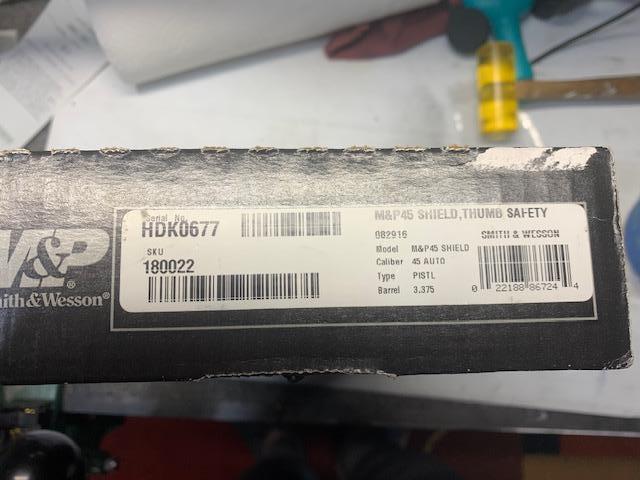 M&P®
Smith&Wesson®
Serial No.
HDK0677
SKU
180022
M&P45 SHIELD,THUMB SAFETY
082916
SMITH & WESSON
Model M&P45 SHIELD
Caliber 45 AUTO
Type PISTL
Barrel 3.375
0 22188 86724 4